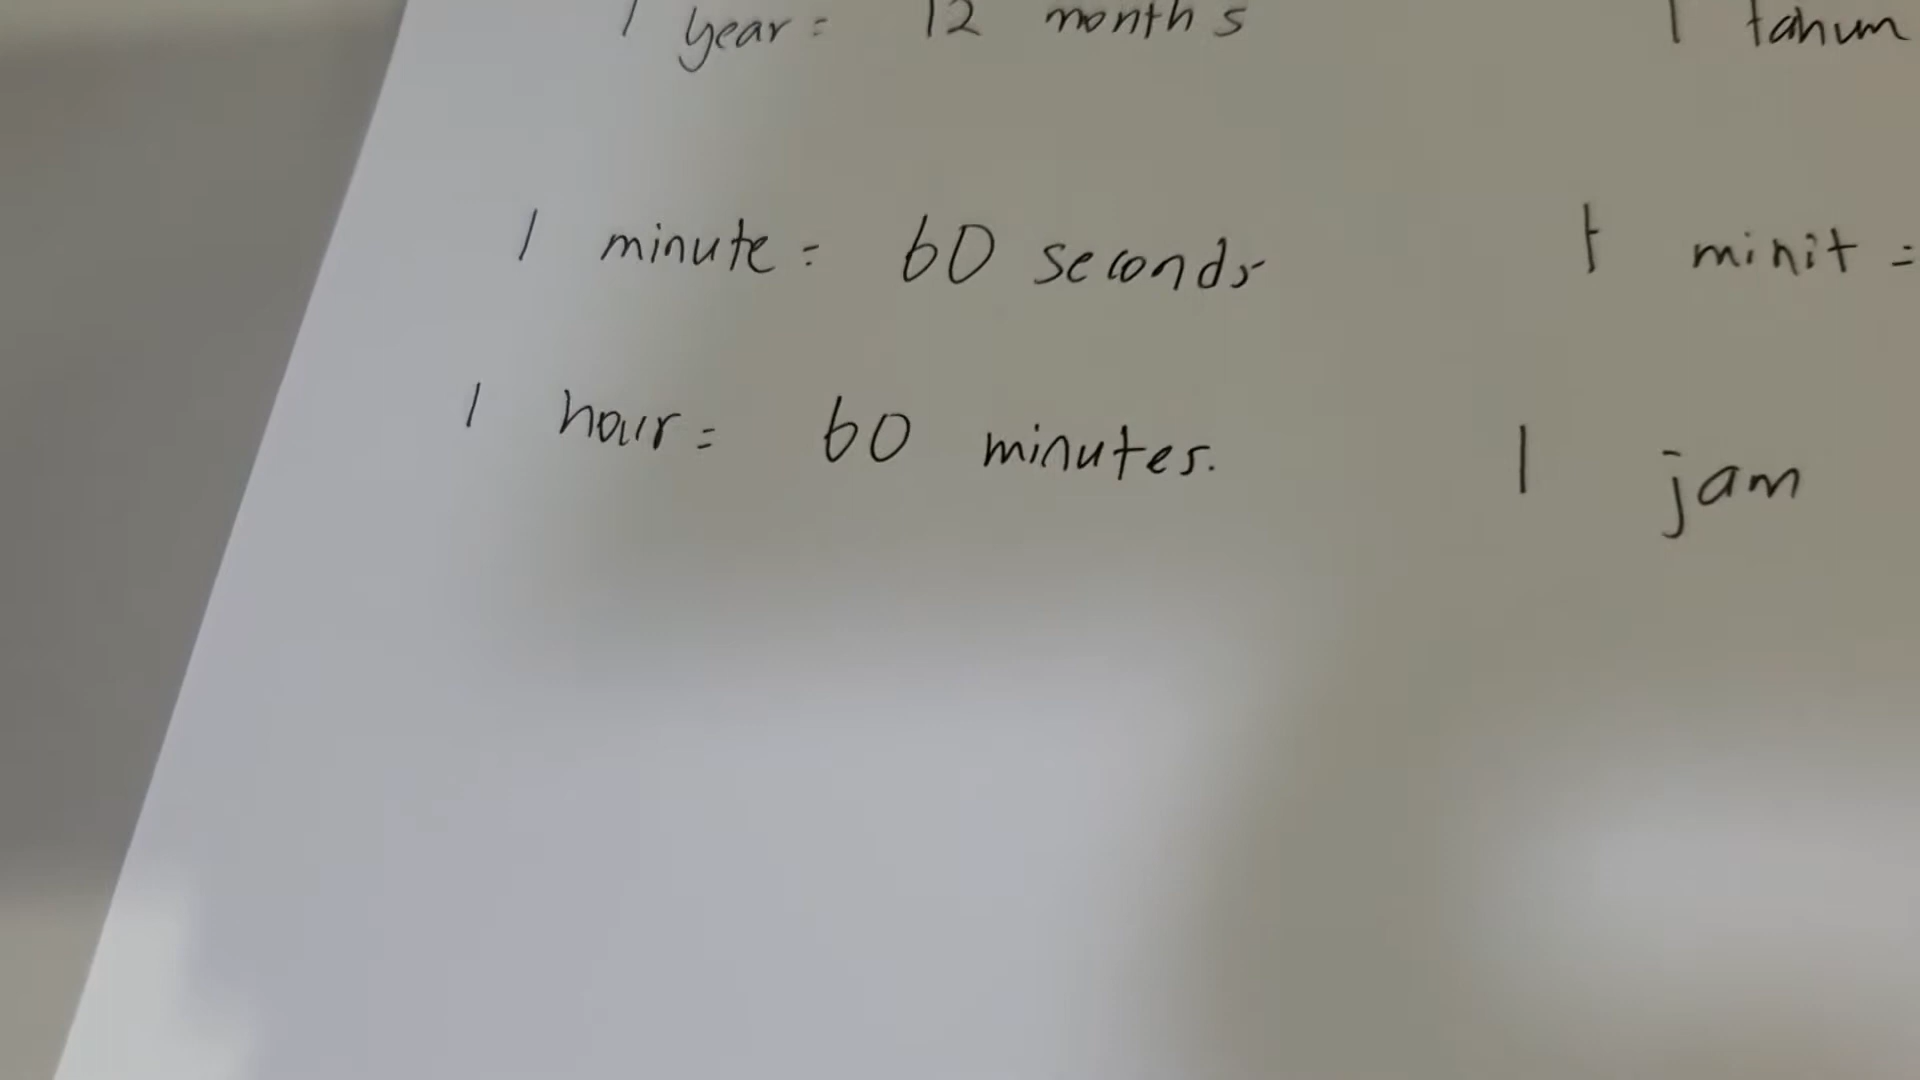 1 year = 12 months
1 tahun
1 minute = 60 seconds
1 minit =
1 hour = 60 minutes.
1 jam